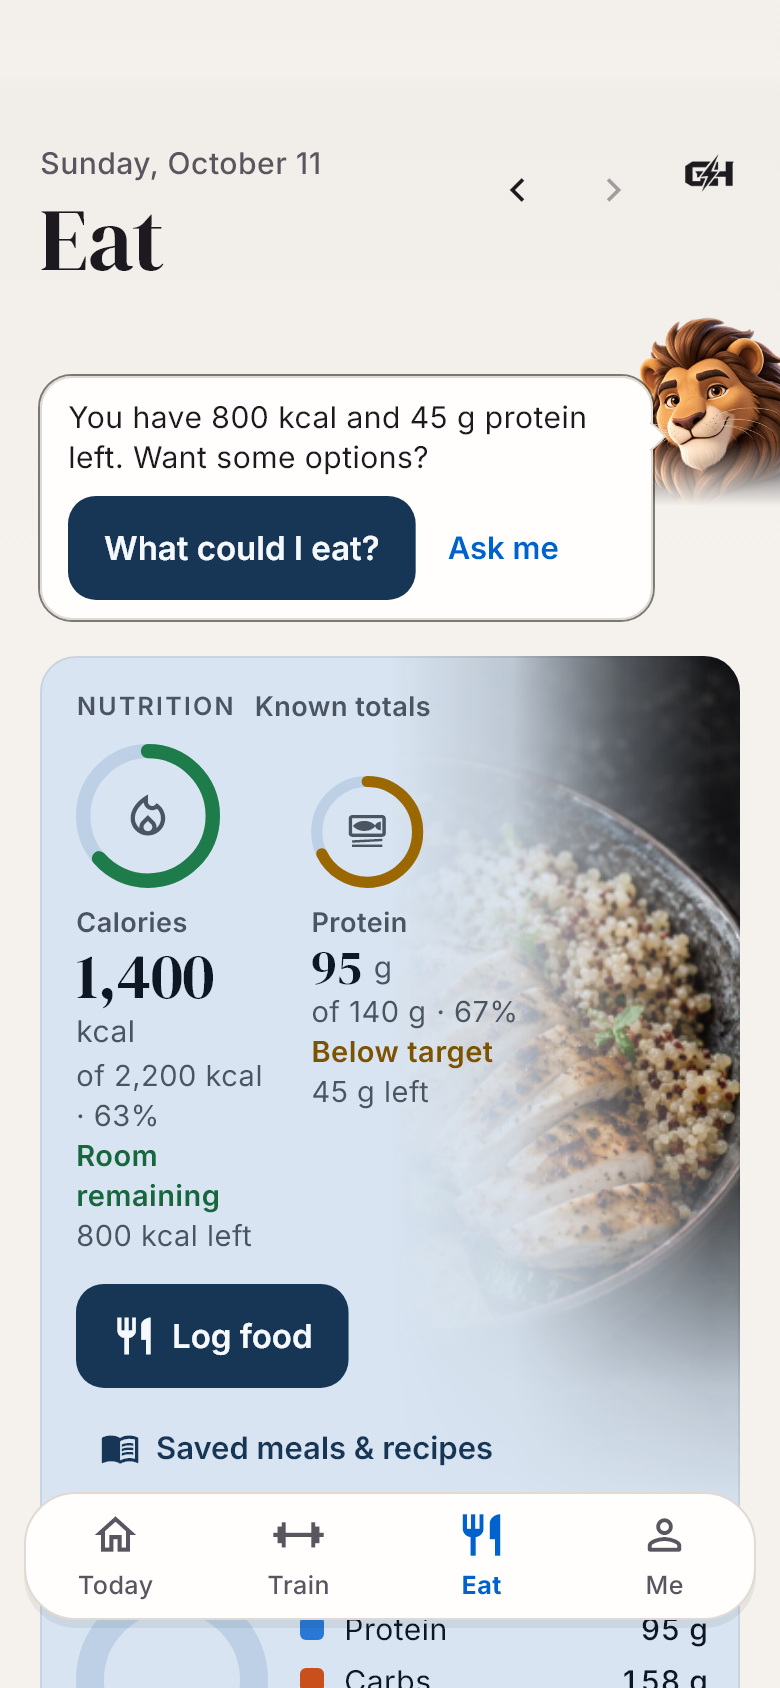 Sunday, October 11
GH
Eat
You have 800 kcal and 45 g protein
left. Want some options?
What could I eat?
Ask me
NUTRITION Known totals
Calories
1,400
kcal
of 2,200 kcal
· 63%
Room
remaining
800 kcal left
Protein
95 g
of 140 g · 67%
Below target
45 g left
Log food
Saved meals & recipes
Today
Train
Eat
Me
Protein 95 g
Carbs 158 g